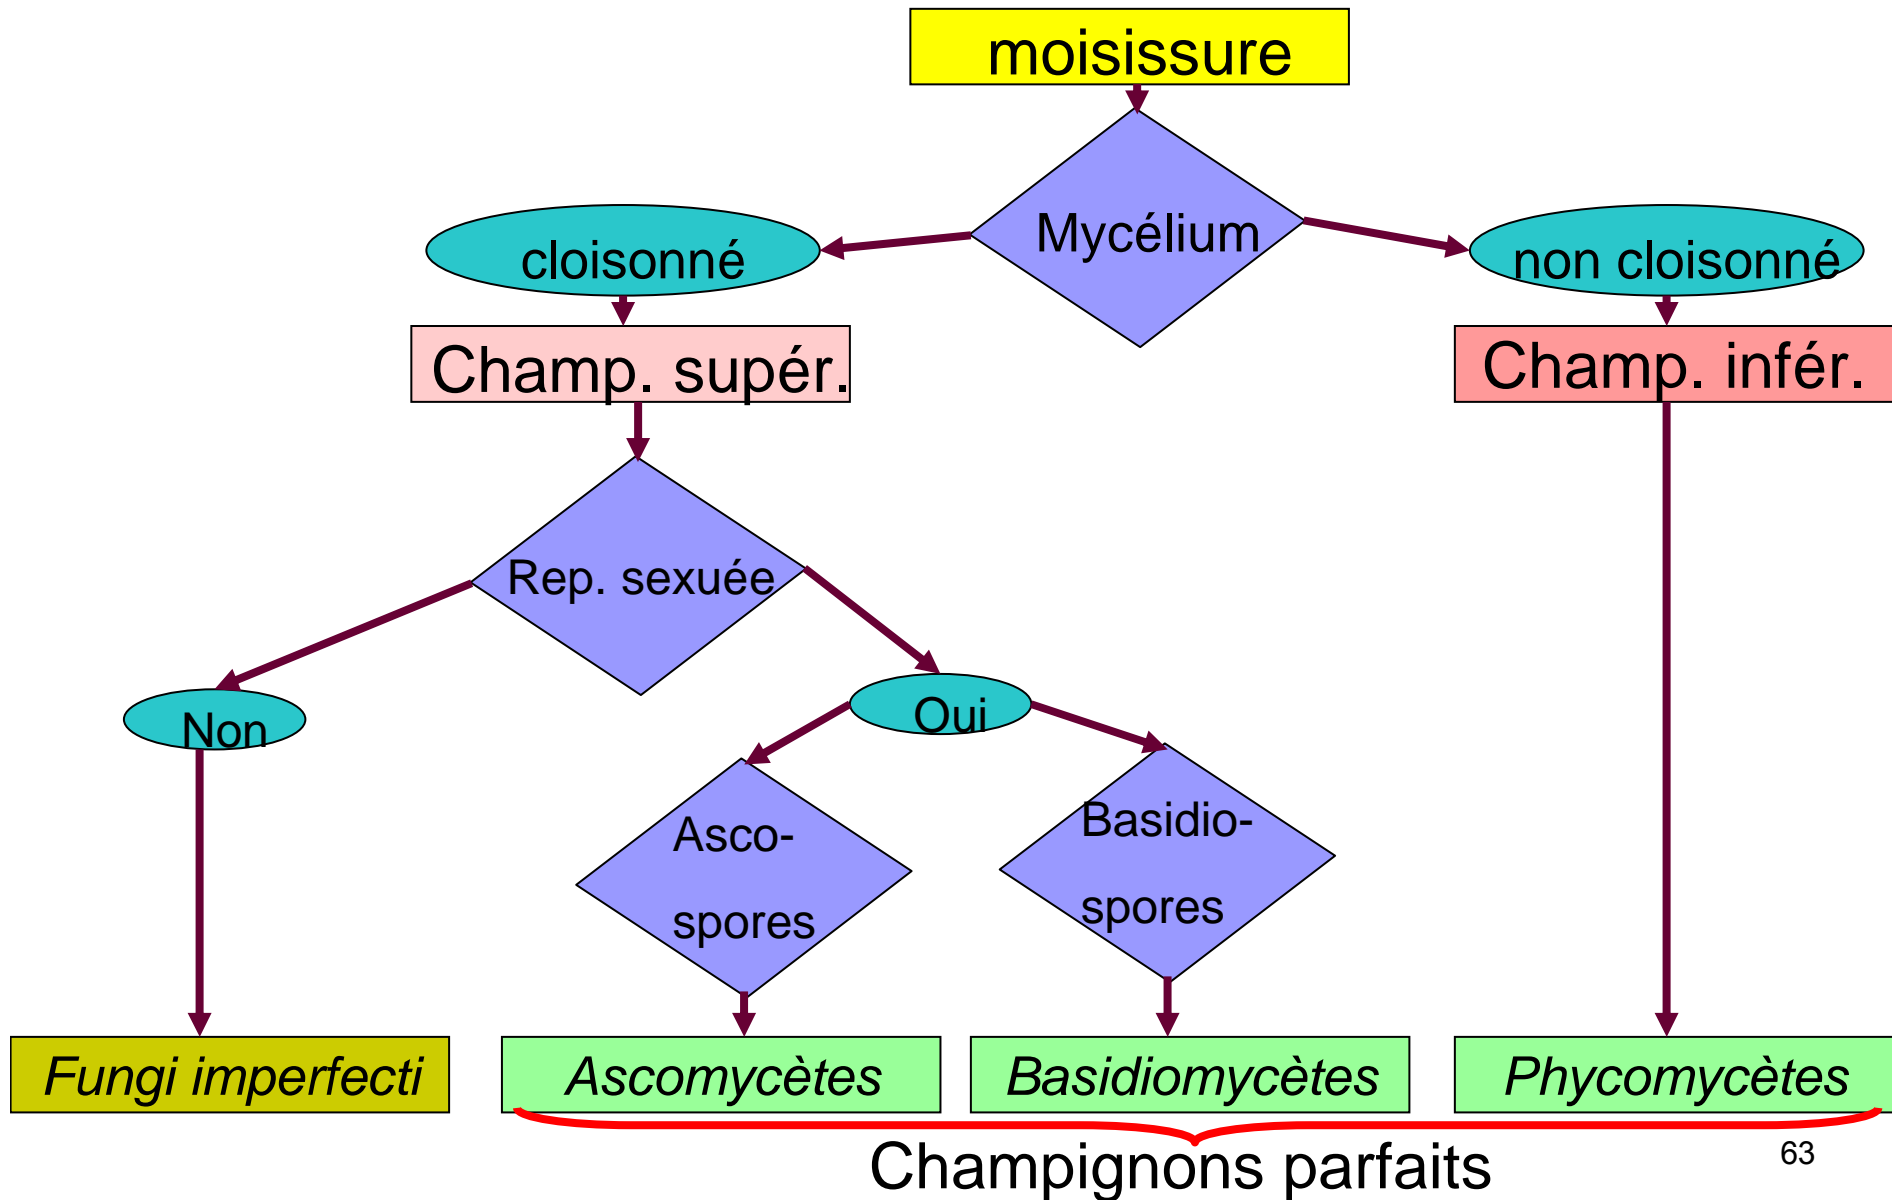 moisissure
Mycélium
cloisonné
non cloisonné
Champ. supér.
Champ. infér.
Rep. sexuée
Non
Oui
Asco-
spores
Basidio-
spores
Fungi imperfecti
Ascomycètes
Basidiomycètes
Phycomycètes
Champignons parfaits
63